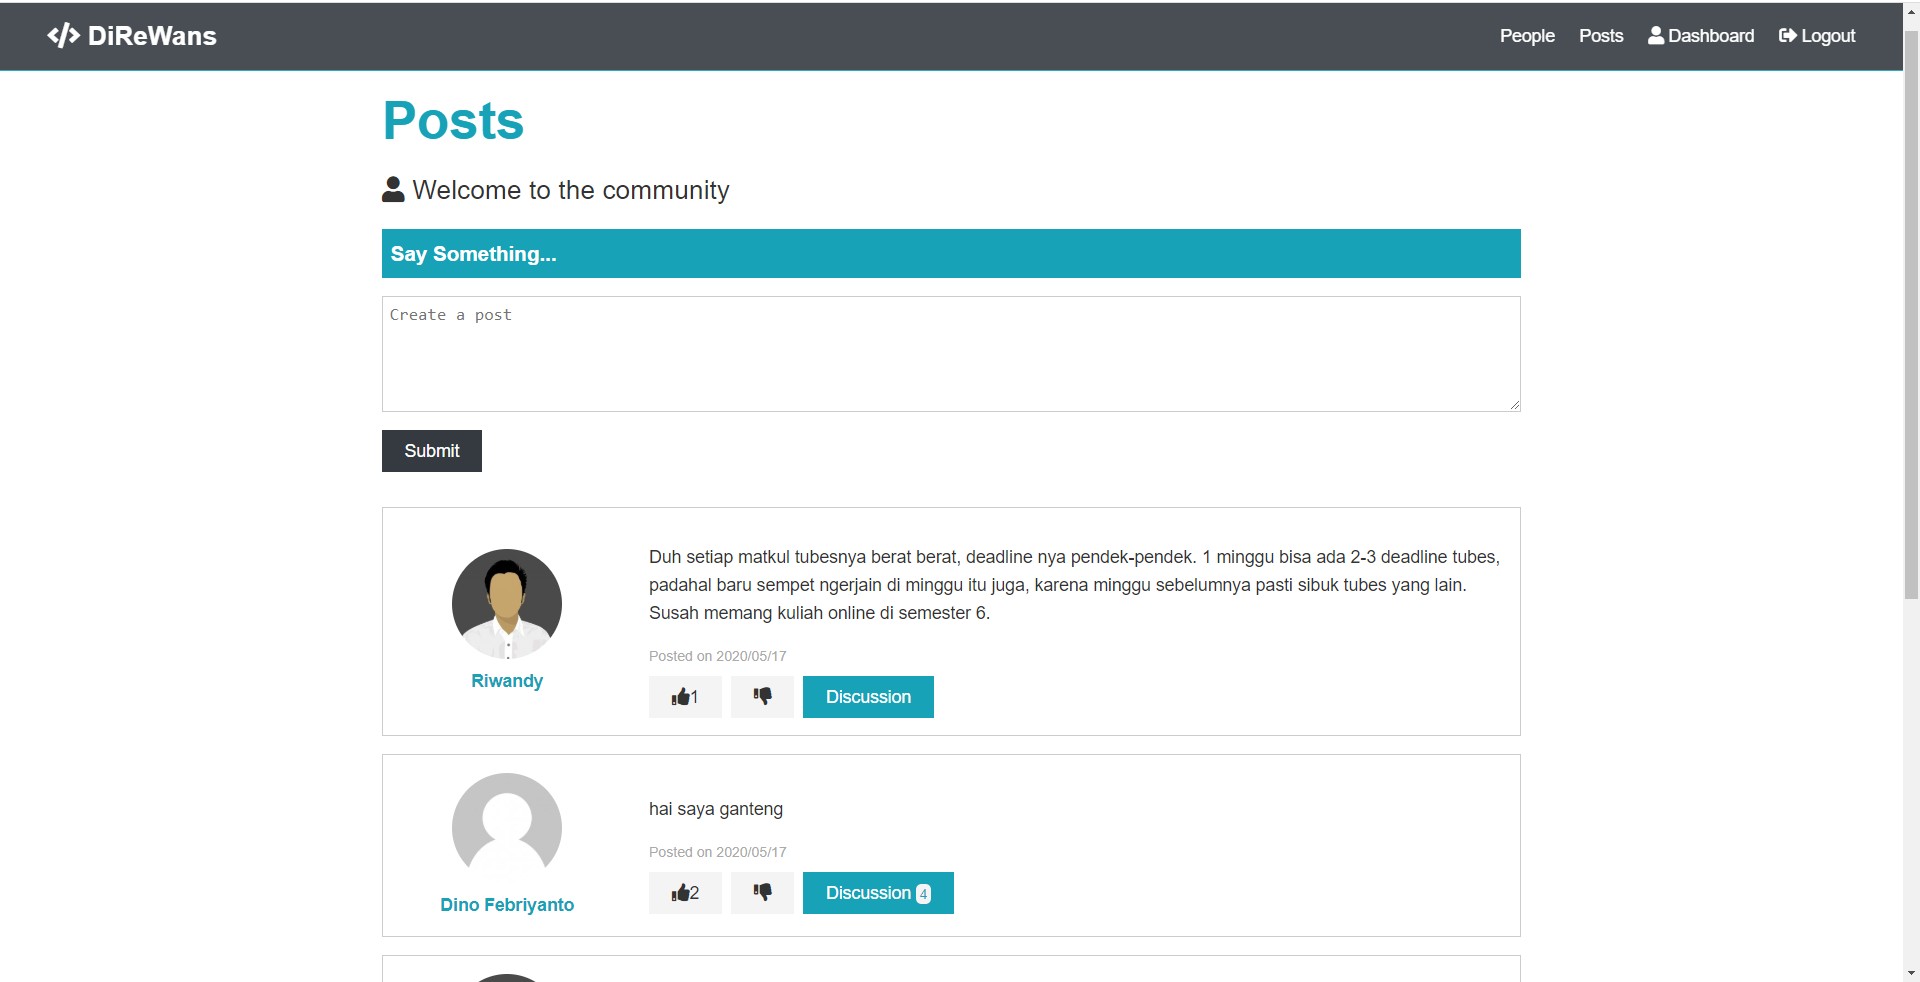 DiReWans
People Posts Dashboard Logout
Posts
Welcome to the community
Say Something...
Create a post
Submit
Duh setiap matkul tubesnya berat berat, deadline nya pendek-pendek. 1 minggu bisa ada 2-3 deadline tubes,
padahal baru sempet ngerjain di minggu itu juga, karena minggu sebelumnya pasti sibuk tubes yang lain.
Susah memang kuliah online di semester 6.
Posted on 2020/05/17
Riwandy
1 Discussion
hai saya ganteng
Posted on 2020/05/17
2 Discussion 4
Dino Febriyanto